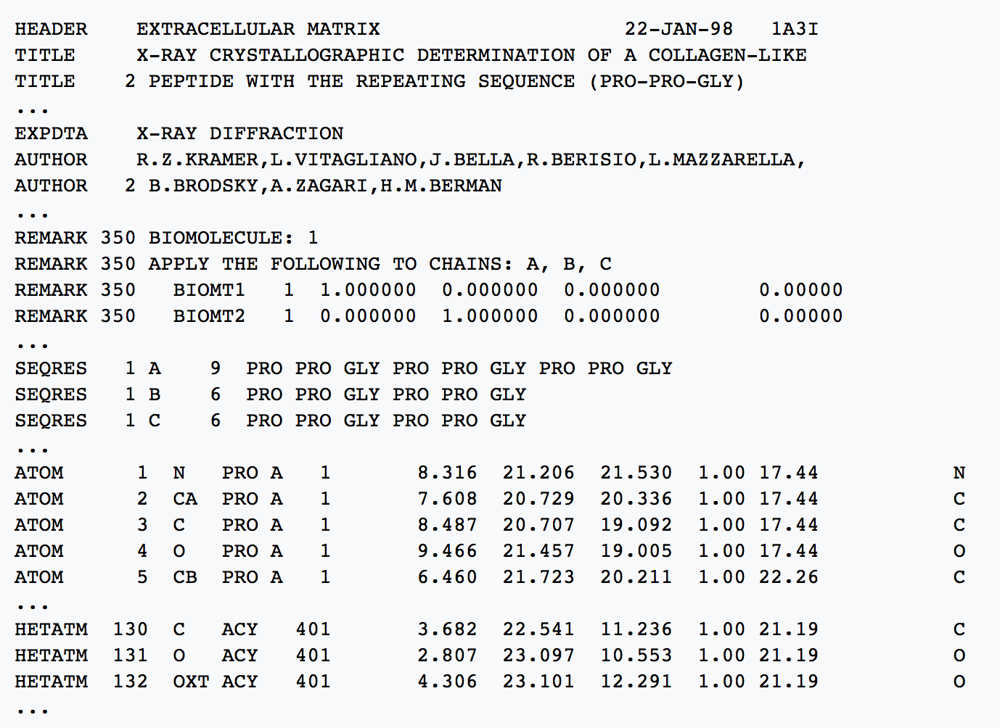 HEADER    EXTRACELLULAR MATRIX                    22-JAN-98   1A3I
TITLE     X-RAY CRYSTALLOGRAPHIC DETERMINATION OF A COLLAGEN-LIKE
TITLE    2 PEPTIDE WITH THE REPEATING SEQUENCE (PRO-PRO-GLY)
...
EXPDTA    X-RAY DIFFRACTION
AUTHOR    R.Z.KRAMER,L.VITAGLIANO,J.BELLA,R.BERISIO,L.MAZZARELLA,
AUTHOR   2 B.BRODSKY,A.ZAGARI,H.M.BERMAN
...
REMARK 350 BIOMOLECULE: 1
REMARK 350 APPLY THE FOLLOWING TO CHAINS: A, B, C
REMARK 350   BIOMT1   1  1.000000  0.000000  0.000000        0.00000
REMARK 350   BIOMT2   1  0.000000  1.000000  0.000000        0.00000
...
SEQRES   1 A    9  PRO PRO GLY PRO PRO GLY PRO PRO GLY
SEQRES   1 B    6  PRO PRO GLY PRO PRO GLY
SEQRES   1 C    6  PRO PRO GLY PRO PRO GLY
...
ATOM      1  N   PRO A   1       8.316  21.206  21.530  1.00 17.44           N
ATOM      2  CA  PRO A   1       7.608  20.729  20.336  1.00 17.44           C
ATOM      3  C   PRO A   1       8.487  20.707  19.092  1.00 17.44           C
ATOM      4  O   PRO A   1       9.466  21.457  19.005  1.00 17.44           O
ATOM      5  CB  PRO A   1       6.460  21.723  20.211  1.00 22.26           C
...
HETATM  130  C   ACY   401       3.682  22.541  11.236  1.00 21.19           C
HETATM  131  O   ACY   401       2.807  23.097  10.553  1.00 21.19           O
HETATM  132  OXT ACY   401       4.306  23.101  12.291  1.00 21.19           O
...